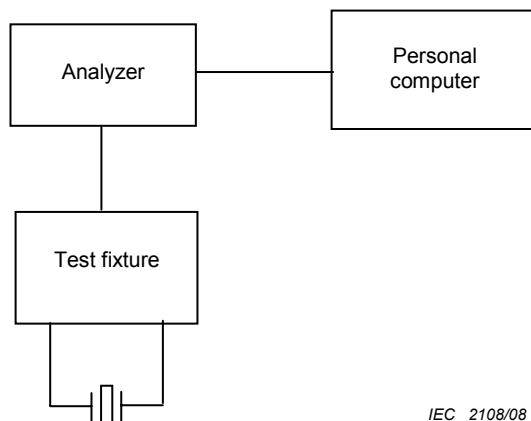 Analyzer
Personal
computer
Test fixture
IEC 2108/08